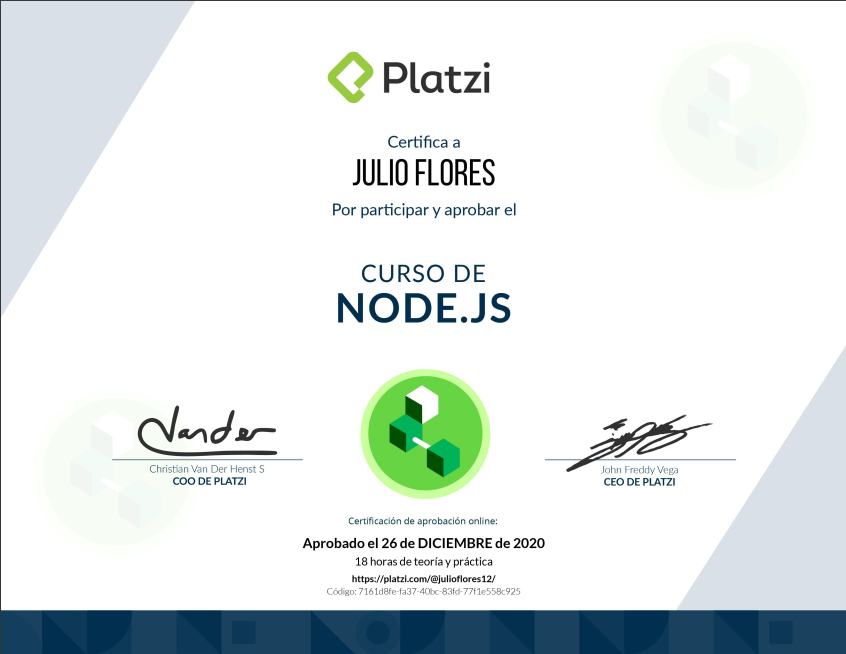 Platzi
Certifica a
JULIO FLORES
Por participar y aprobar el
CURSO DE
NODE.JS
Christian Van Der Henst S
COO DE PLATZI
John Freddy Vega
CEO DE PLATZI
Certificación de aprobación online:
Aprobado el 26 de DICIEMBRE de 2020
18 horas de teoría y práctica
https://platzi.com/@julioflores12/
Código: 7161d8fe-fa37-40bc-83fd-77f1e558c925